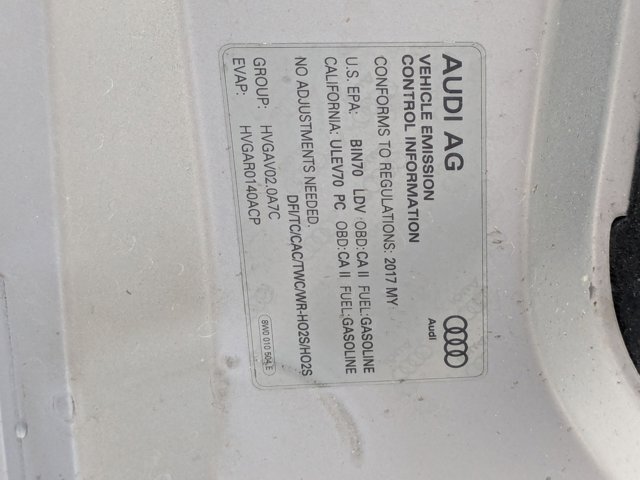 AUDI AG
VEHICLE EMISSION
CONTROL INFORMATION
Audi
CONFORMS TO REGULATIONS: 2017 MY
U.S. EPA: BIN70 LDV OBD:CA II FUEL:GASOLINE
CALIFORNIA: ULEV70 PC OBD:CA II FUEL:GASOLINE
NO ADJUSTMENTS NEEDED.
DFI/TC/CAC/TWC/WR-HO2S/HO2S
GROUP: HVGAV02.0A7C
EVAP: HVGAR0140ACP
8W0 010 504 E